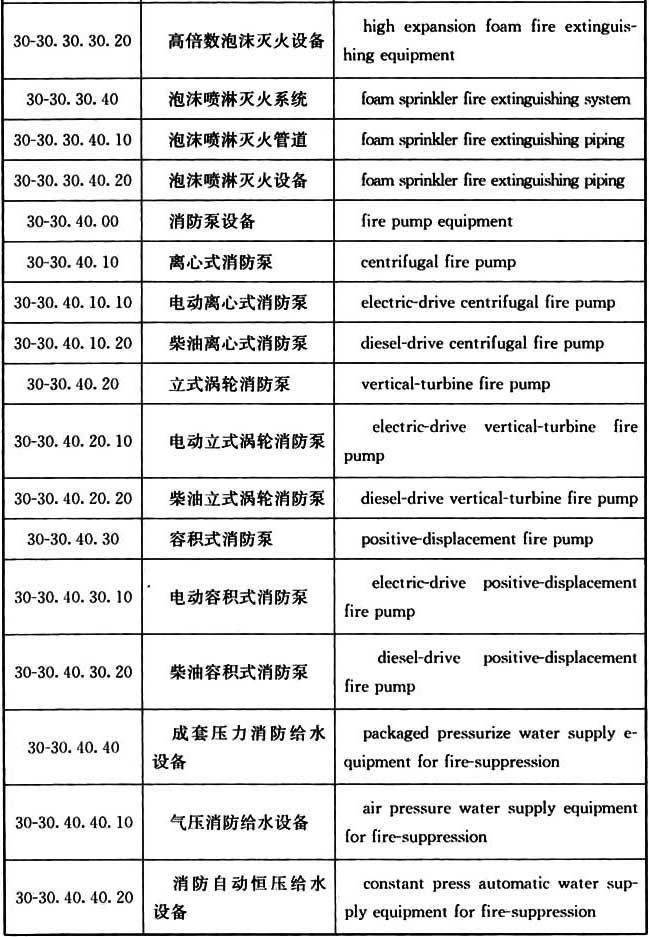 30-30. 30. 30. 20 高倍数泡沫灭火设备 high expansion foam fire extinguis-
hing equipment
30-30. 30. 40 泡沫喷淋灭火系统 foam sprinkler fire extinguishing system
30-30. 30. 40. 10 泡沫喷淋灭火管道 foam sprinkler fire extinguishing piping
30-30. 30. 40. 20 泡沫喷淋灭火设备 foam sprinkler fire extinguishing piping
30-30. 40. 00 消防泵设备 fire pump equipment
30-30. 40. 10 离心式消防泵 centrifugal fire pump
30-30. 40. 10. 10 电动离心式消防泵 electric-drive centrifugal fire pump
30-30. 40. 10. 20 柴油离心式消防泵 diesel-drive centrifugal fire pump
30-30. 40. 20 立式涡轮消防泵 vertical-turbine fire pump
30-30. 40. 20. 10 电动立式涡轮消防泵 electric-drive vertical-turbine fire
pump
30-30. 40. 20. 20 柴油立式涡轮消防泵 diesel-drive vertical-turbine fire pump
30-30. 40. 30 容积式消防泵 positive-displacement fire pump
30-30. 40. 30. 10 电动容积式消防泵 electric-drive positive-displacement
fire pump
30-30. 40. 30. 20 柴油容积式消防泵 diesel-drive positive-displacement
fire pump
30-30. 40. 40 成套压力消防给水 packaged pressurize water supply e-
设备 quipment for fire-suppression
30-30. 40. 40. 10 气压消防给水设备 air pressure water supply equipment
for fire-suppression
30-30. 40. 40. 20 消防自动恒压给水 constant press automatic water sup-
设备 ply equipment for fire-suppression